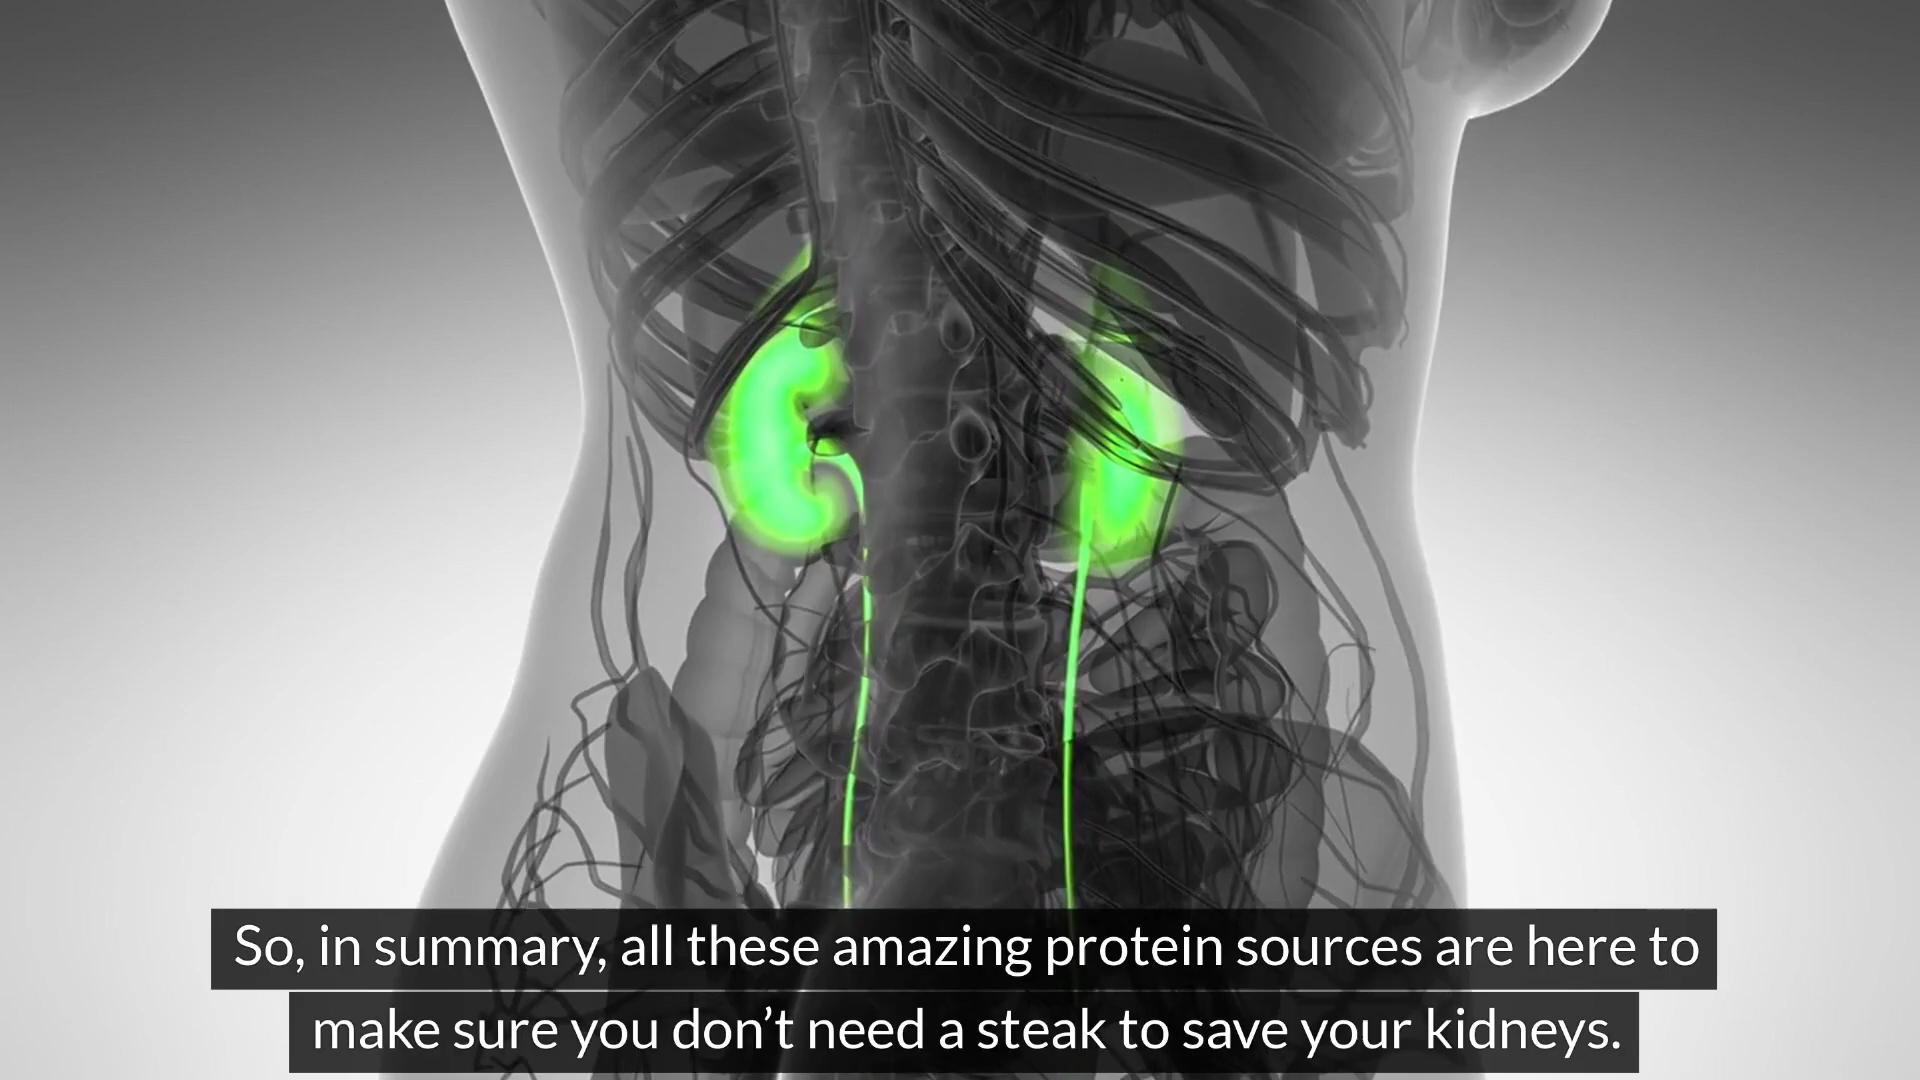 So, in summary, all these amazing protein sources are here to
make sure you don’t need a steak to save your kidneys.